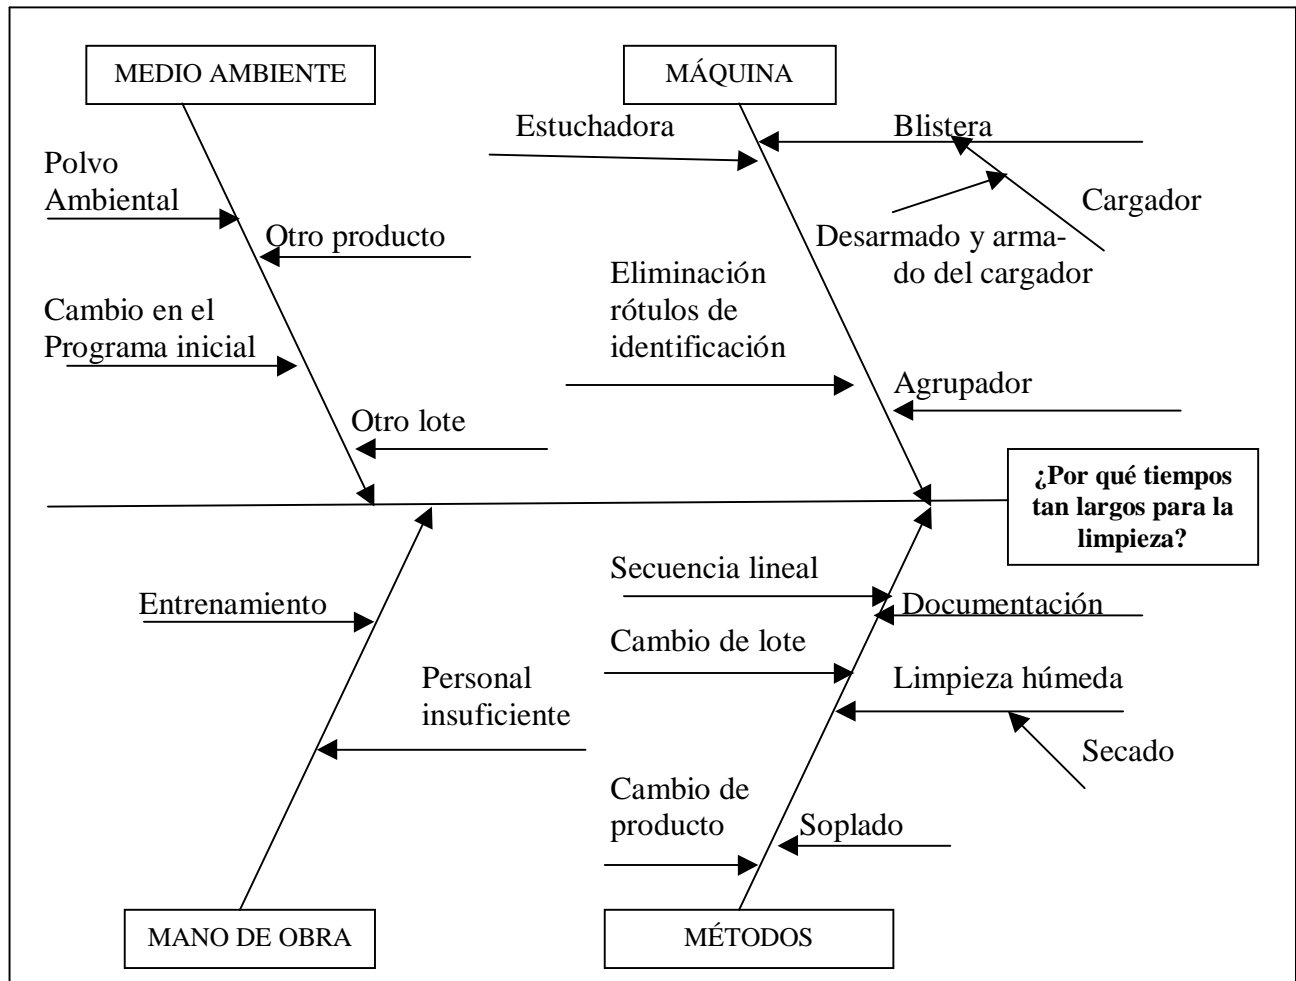 MEDIO AMBIENTE
MÁQUINA
Estuchadora
Blistera
Polvo
Ambiental
Cargador
Otro producto
Desarmado y arma-
do del cargador
Eliminación
rótulos de
identificación
Cambio en el
Programa inicial
Agrupador
Otro lote
¿Por qué tiempos
tan largos para la
limpieza?
Secuencia lineal
Entrenamiento
Documentación
Cambio de lote
Personal
insuficiente
Limpieza húmeda
Secado
Cambio de
producto
Soplado
MANO DE OBRA
MÉTODOS